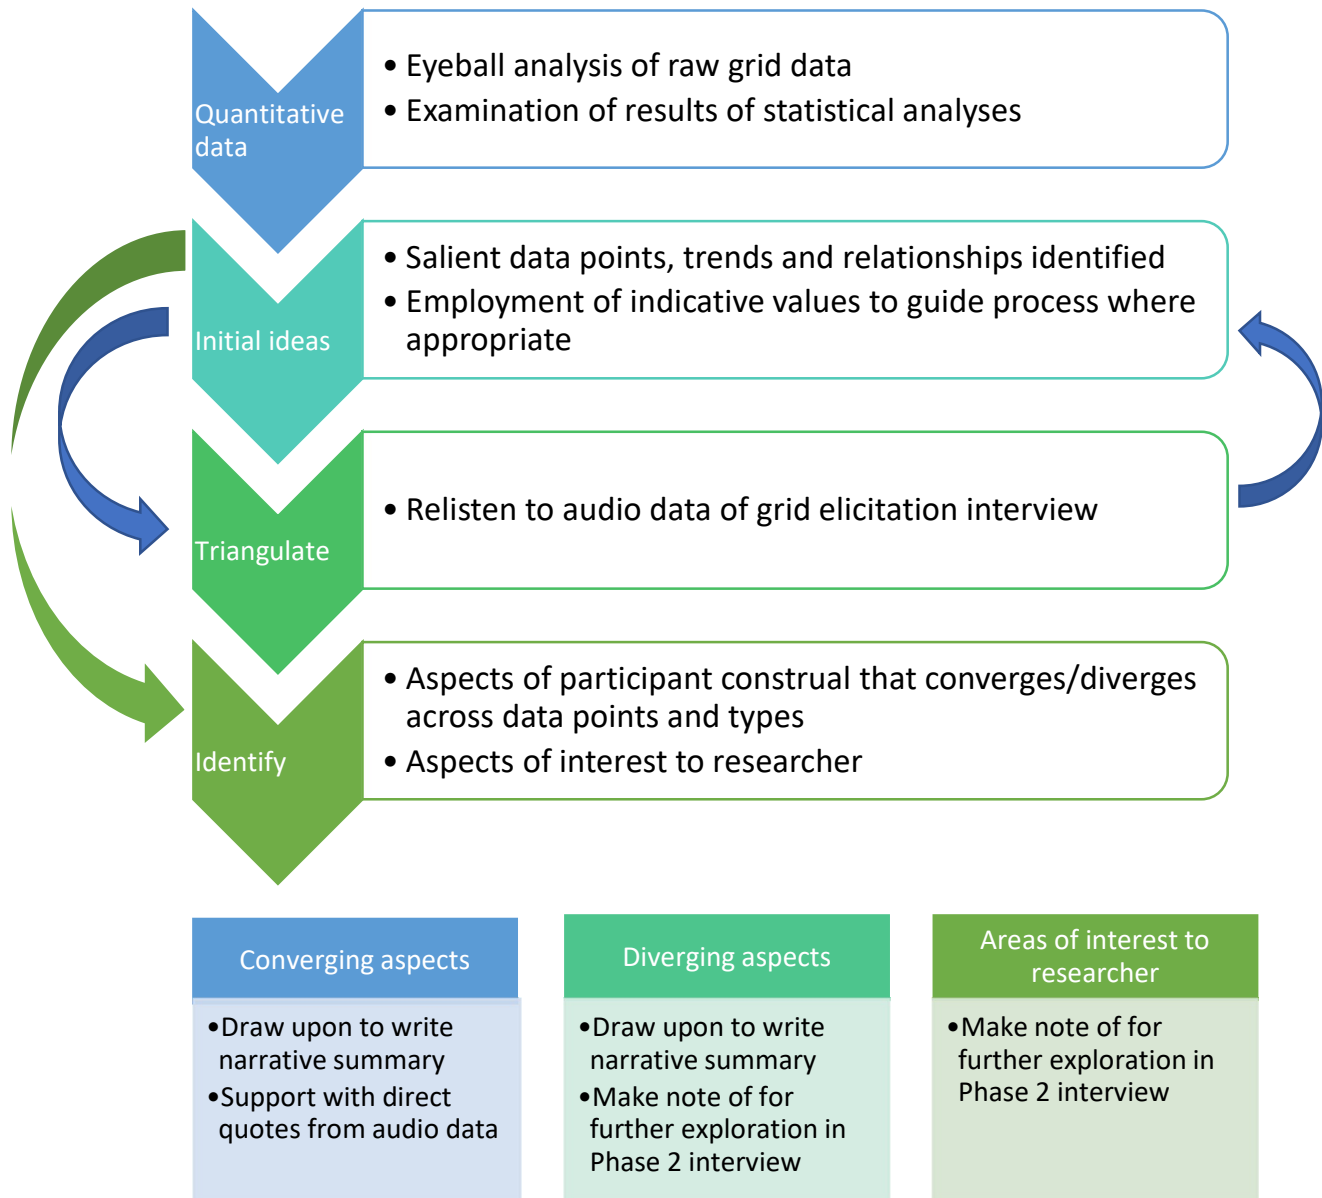 Quantitative
data
• Eyeball analysis of raw grid data
• Examination of results of statistical analyses
Initial ideas
• Salient data points, trends and relationships identified
• Employment of indicative values to guide process where
appropriate
Triangulate
• Relisten to audio data of grid elicitation interview
Identify
• Aspects of participant construal that converges/diverges
across data points and types
• Aspects of interest to researcher
Converging aspects
•Draw upon to write
narrative summary
•Support with direct
quotes from audio data
Diverging aspects
•Draw upon to write
narrative summary
•Make note of for
further exploration in
Phase 2 interview
Areas of interest to
researcher
•Make note of for
further exploration in
Phase 2 interview